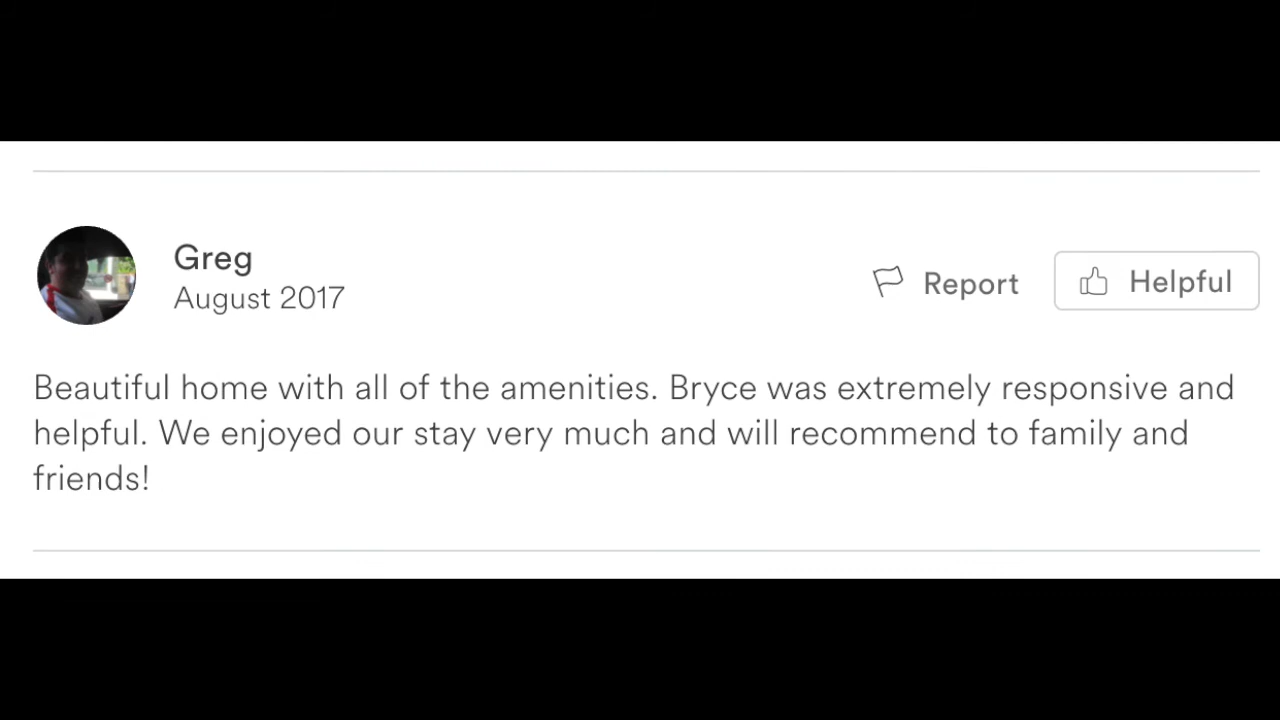 Greg
August 2017
Report
Helpful
Beautiful home with all of the amenities. Bryce was extremely responsive and
helpful. We enjoyed our stay very much and will recommend to family and
friends!